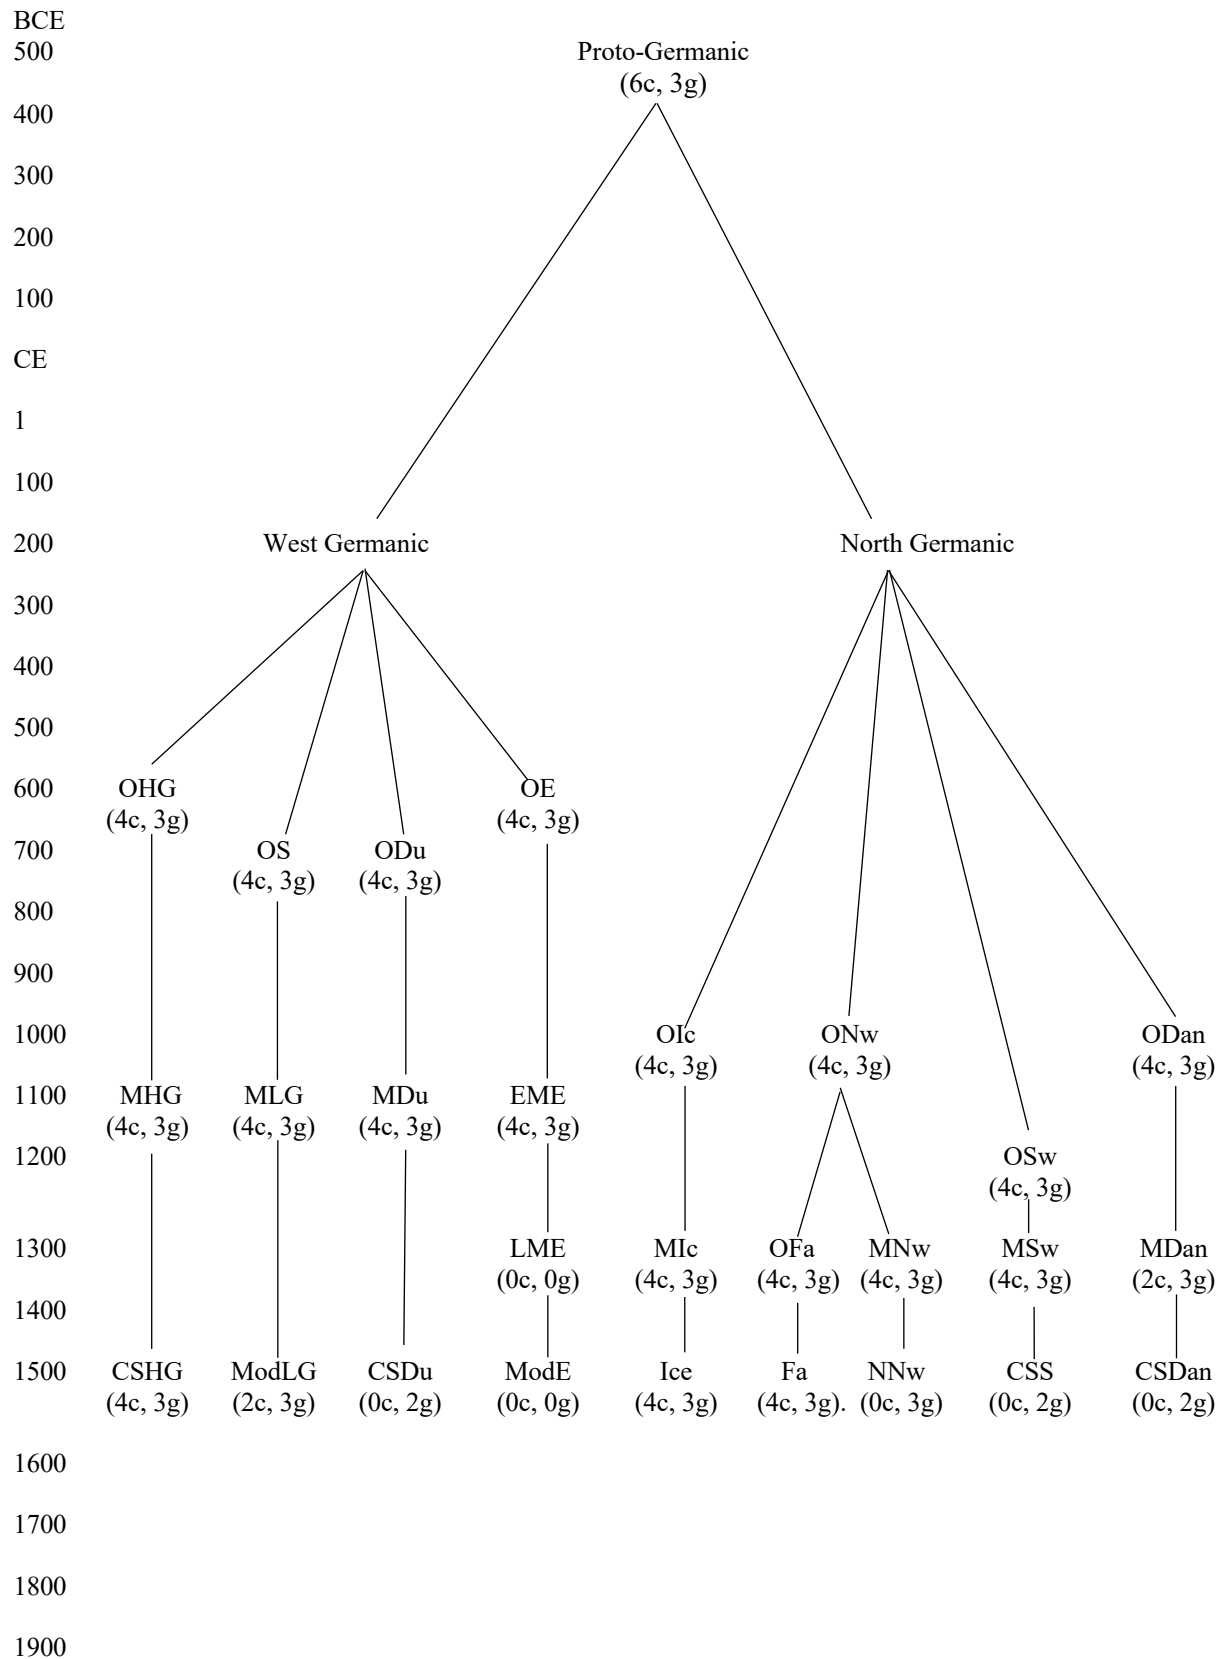 BCE
500 Proto-Germanic
(6c, 3g)
400
300
200
100
CE
1
100
200 West Germanic North Germanic
300
400
500
600 OHG OE
(4c, 3g) (4c, 3g)
700 OS ODu
(4c, 3g) (4c, 3g)
800
900
1000 OIc ONw ODan
(4c, 3g) (4c, 3g) (4c, 3g)
1100 MHG MLG MDu EME
(4c, 3g) (4c, 3g) (4c, 3g) (4c, 3g)
1200 OSw
(4c, 3g)
1300 LME MIc OFa MNw MSw MDan
(0c, 0g) (4c, 3g) (4c, 3g) (4c, 3g) (4c, 3g) (2c, 3g)
1400
1500 CSHG ModLG CSDu ModE Ice Fa NNw CSS CSDan
(4c, 3g) (2c, 3g) (0c, 2g) (0c, 0g) (4c, 3g) (4c, 3g). (0c, 3g) (0c, 2g) (0c, 2g)
1600
1700
1800
1900